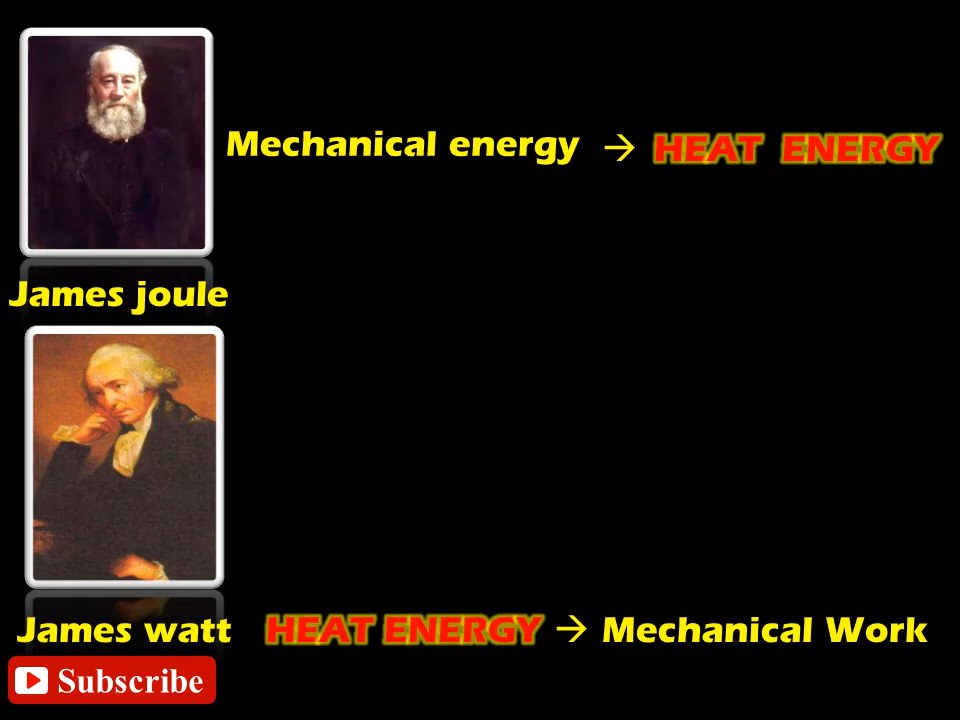 Mechanical energy → HEAT ENERGY
James joule
James watt HEAT ENERGY → Mechanical Work
Subscribe